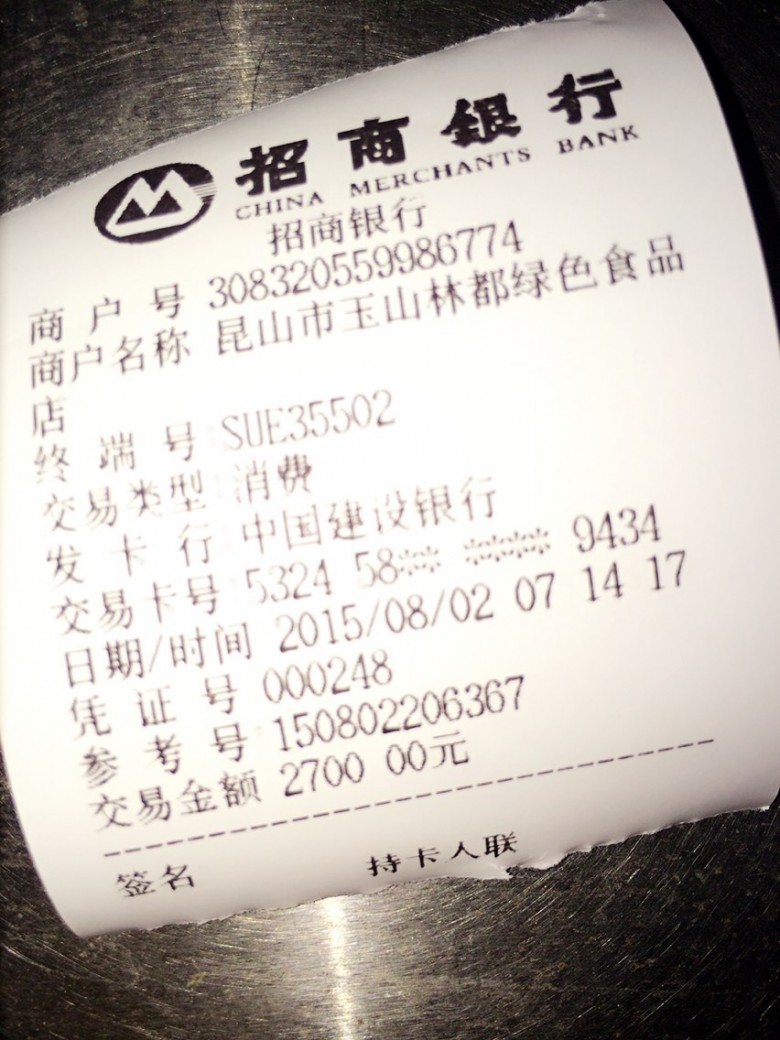 招商银行
CHINA MERCHANTS BANK
招商银行
商 户 号 308320559986774
商户名称 昆山市玉山林都绿色食品
店
终 端 号 SUE35502
交易类型 消费
发 卡 行 中国建设银行
交易卡号 5324 58** **** 9434
日期/时间 2015/08/02 07 14 17
凭 证 号 000248
参 考 号 150802206367
交易金额 2700 00元
签名 持卡人联